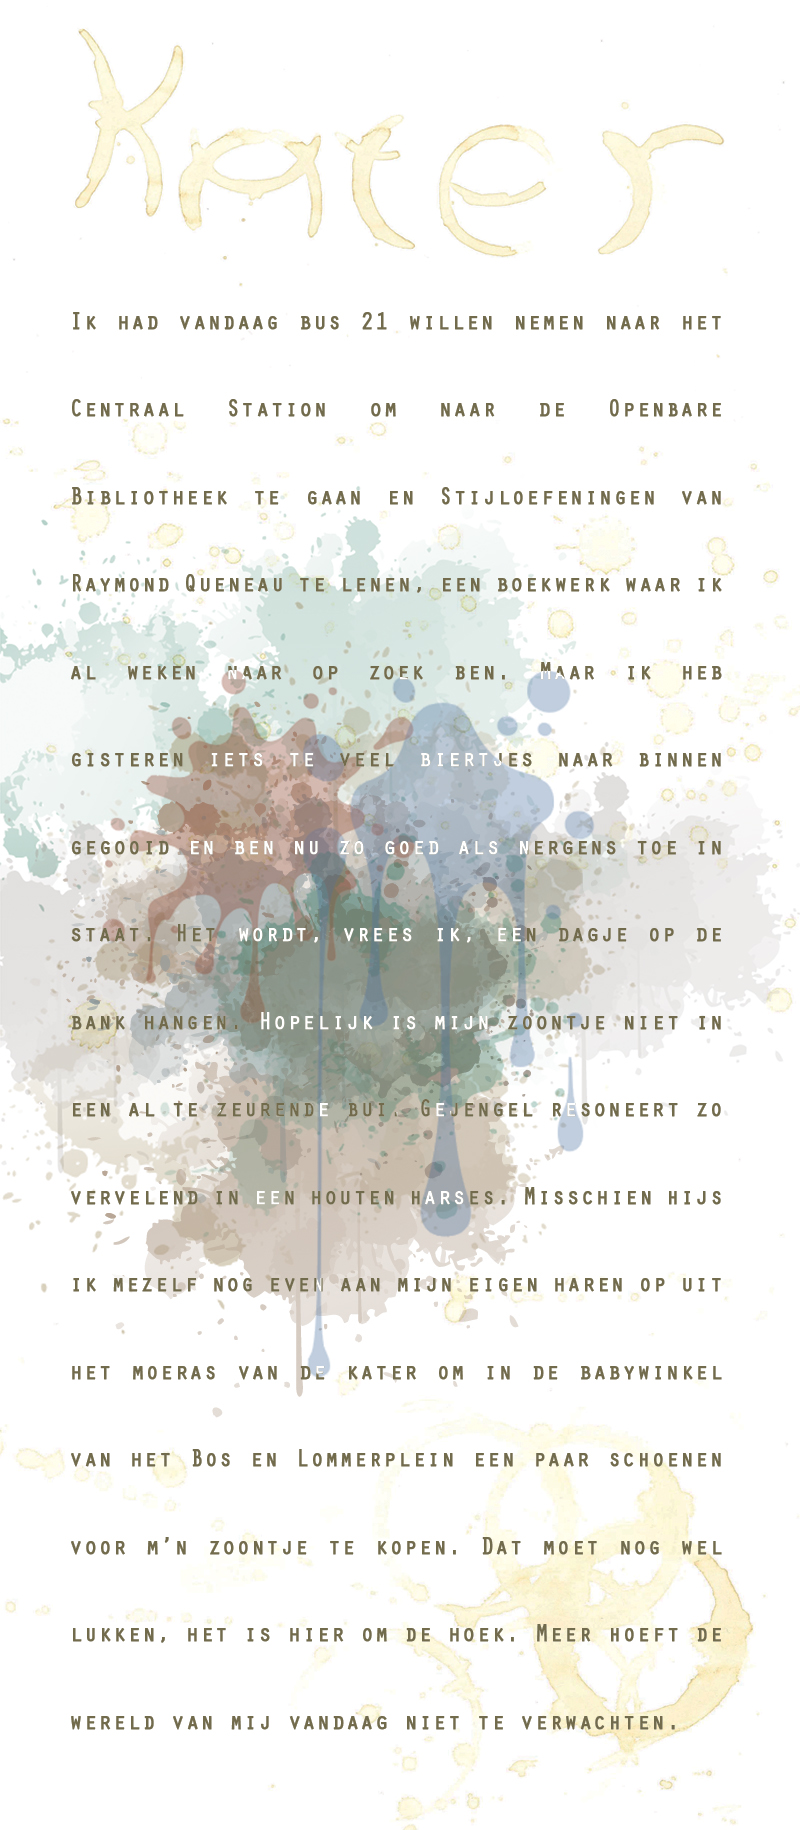 Kater
Ik had vandaag bus 21 willen nemen naar het
Centraal Station om naar de Openbare
Bibliotheek te gaan en Stijloefeningen van
Raymond Queneau te lenen, een boekwerk waar ik
al weken naar op zoek ben. Maar ik heb
gisteren iets te veel biertjes naar binnen
gegooid en ben nu zo goed als nergens toe in
staat. Het wordt, vrees ik, een dagje op de
bank hangen. Hopelijk is mijn zoontje niet in
een al te zeurende bui. Gejengel resoneert zo
vervelend in een houten harses. Misschien hijs
ik mezelf nog even aan mijn eigen haren op uit
het moeras van de kater om in de babywinkel
van het Bos en Lommerplein een paar schoenen
voor m'n zoontje te kopen. Dat moet nog wel
lukken, het is hier om de hoek. Meer hoeft de
wereld van mij vandaag niet te verwachten.